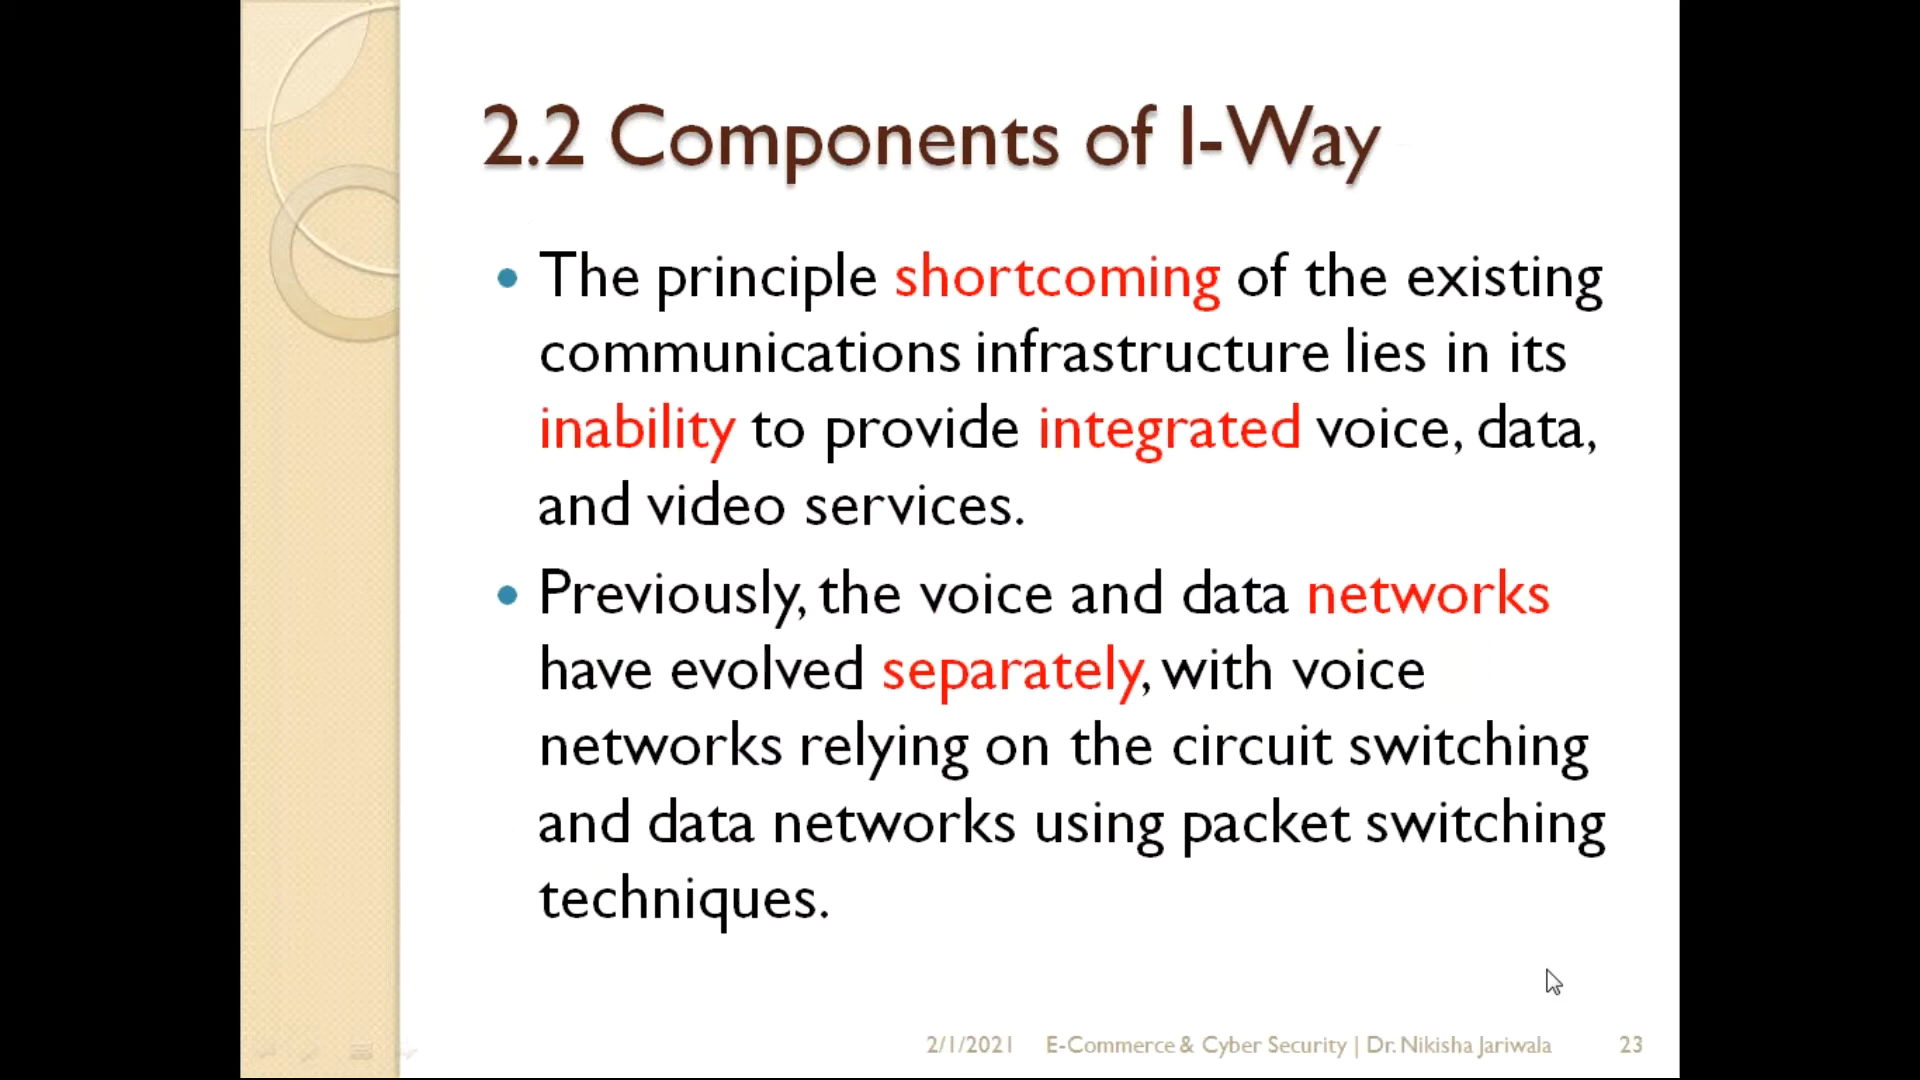 2.2 Components of I-Way
• The principle shortcoming of the existing
communications infrastructure lies in its
inability to provide integrated voice, data,
and video services.
• Previously, the voice and data networks
have evolved separately, with voice
networks relying on the circuit switching
and data networks using packet switching
techniques.
2/1/2021 E-Commerce & Cyber Security | Dr. Nikisha Jariwala 23